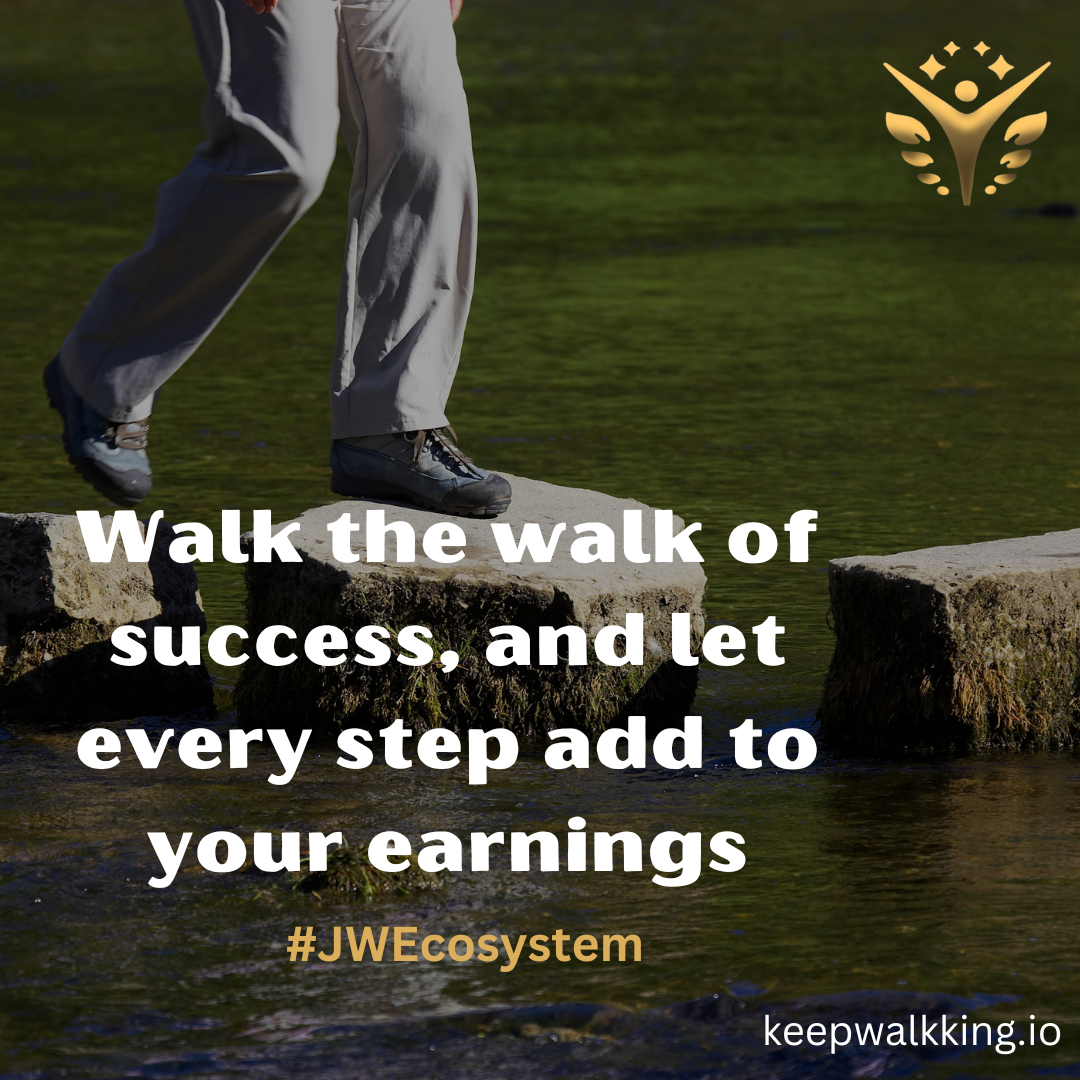 Walk the walk of
success, and let
every step add to
your earnings
#JWEcosystem
keepwalkking.io